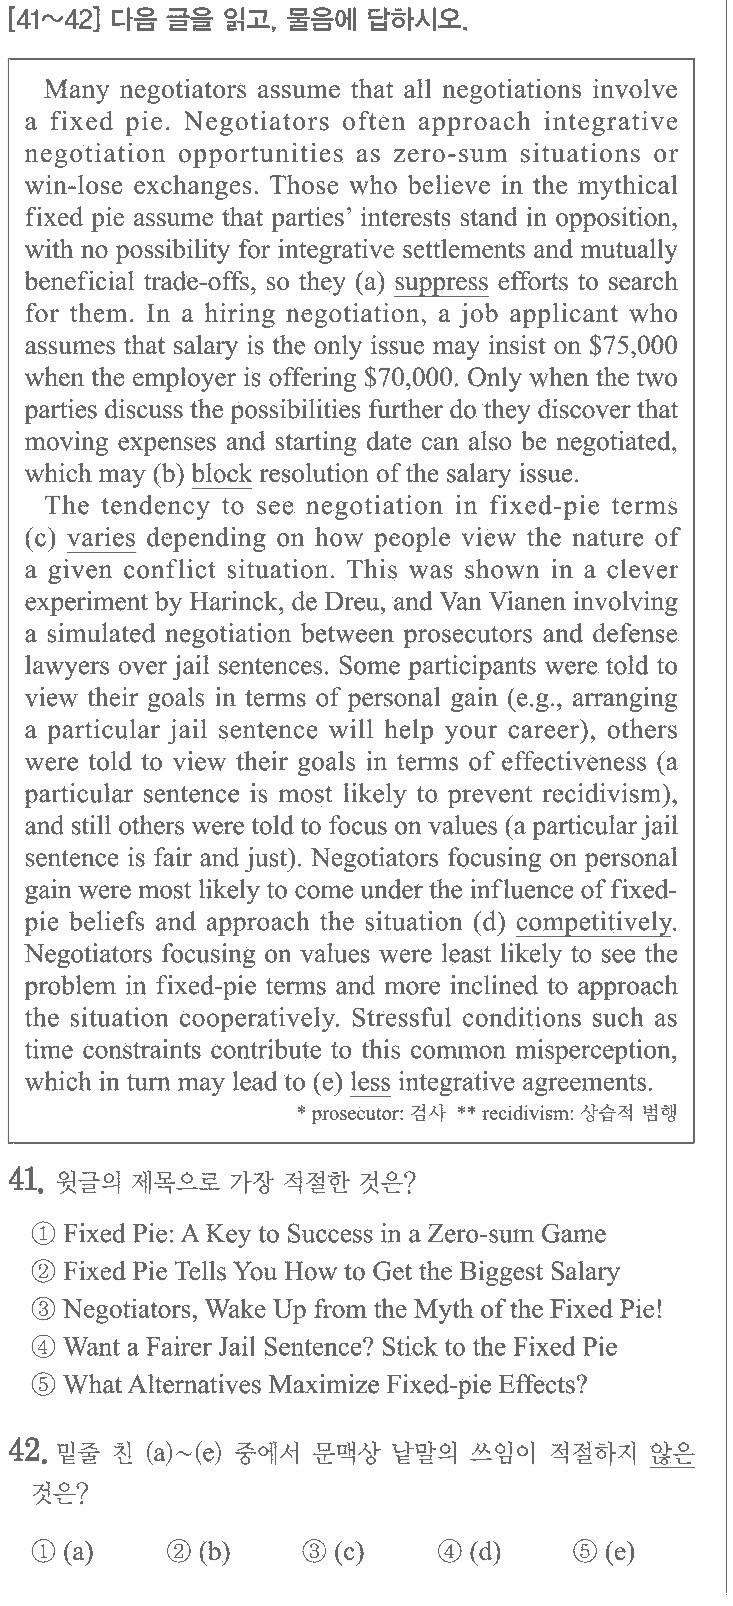 [41~42] 다음 글을 읽고, 물음에 답하시오.
Many negotiators assume that all negotiations involve
a fixed pie. Negotiators often approach integrative
negotiation opportunities as zero-sum situations or
win-lose exchanges. Those who believe in the mythical
fixed pie assume that parties’ interests stand in opposition,
with no possibility for integrative settlements and mutually
beneficial trade-offs, so they (a) suppress efforts to search
for them. In a hiring negotiation, a job applicant who
assumes that salary is the only issue may insist on $75,000
when the employer is offering $70,000. Only when the two
parties discuss the possibilities further do they discover that
moving expenses and starting date can also be negotiated,
which may (b) block resolution of the salary issue.
The tendency to see negotiation in fixed-pie terms
(c) varies depending on how people view the nature of
a given conflict situation. This was shown in a clever
experiment by Harinck, de Dreu, and Van Vianen involving
a simulated negotiation between prosecutors and defense
lawyers over jail sentences. Some participants were told to
view their goals in terms of personal gain (e.g., arranging
a particular jail sentence will help your career), others
were told to view their goals in terms of effectiveness (a
particular sentence is most likely to prevent recidivism),
and still others were told to focus on values (a particular jail
sentence is fair and just). Negotiators focusing on personal
gain were most likely to come under the influence of fixed-
pie beliefs and approach the situation (d) competitively.
Negotiators focusing on values were least likely to see the
problem in fixed-pie terms and more inclined to approach
the situation cooperatively. Stressful conditions such as
time constraints contribute to this common misperception,
which in turn may lead to (e) less integrative agreements.
* prosecutor: 검사 ** recidivism: 상습적 범행
41. 윗글의 제목으로 가장 적절한 것은?
① Fixed Pie: A Key to Success in a Zero-sum Game
② Fixed Pie Tells You How to Get the Biggest Salary
③ Negotiators, Wake Up from the Myth of the Fixed Pie!
④ Want a Fairer Jail Sentence? Stick to the Fixed Pie
⑤ What Alternatives Maximize Fixed-pie Effects?
42. 밑줄 친 (a)~(e) 중에서 문맥상 낱말의 쓰임이 적절하지 않은
것은?
① (a) ② (b) ③ (c) ④ (d) ⑤ (e)